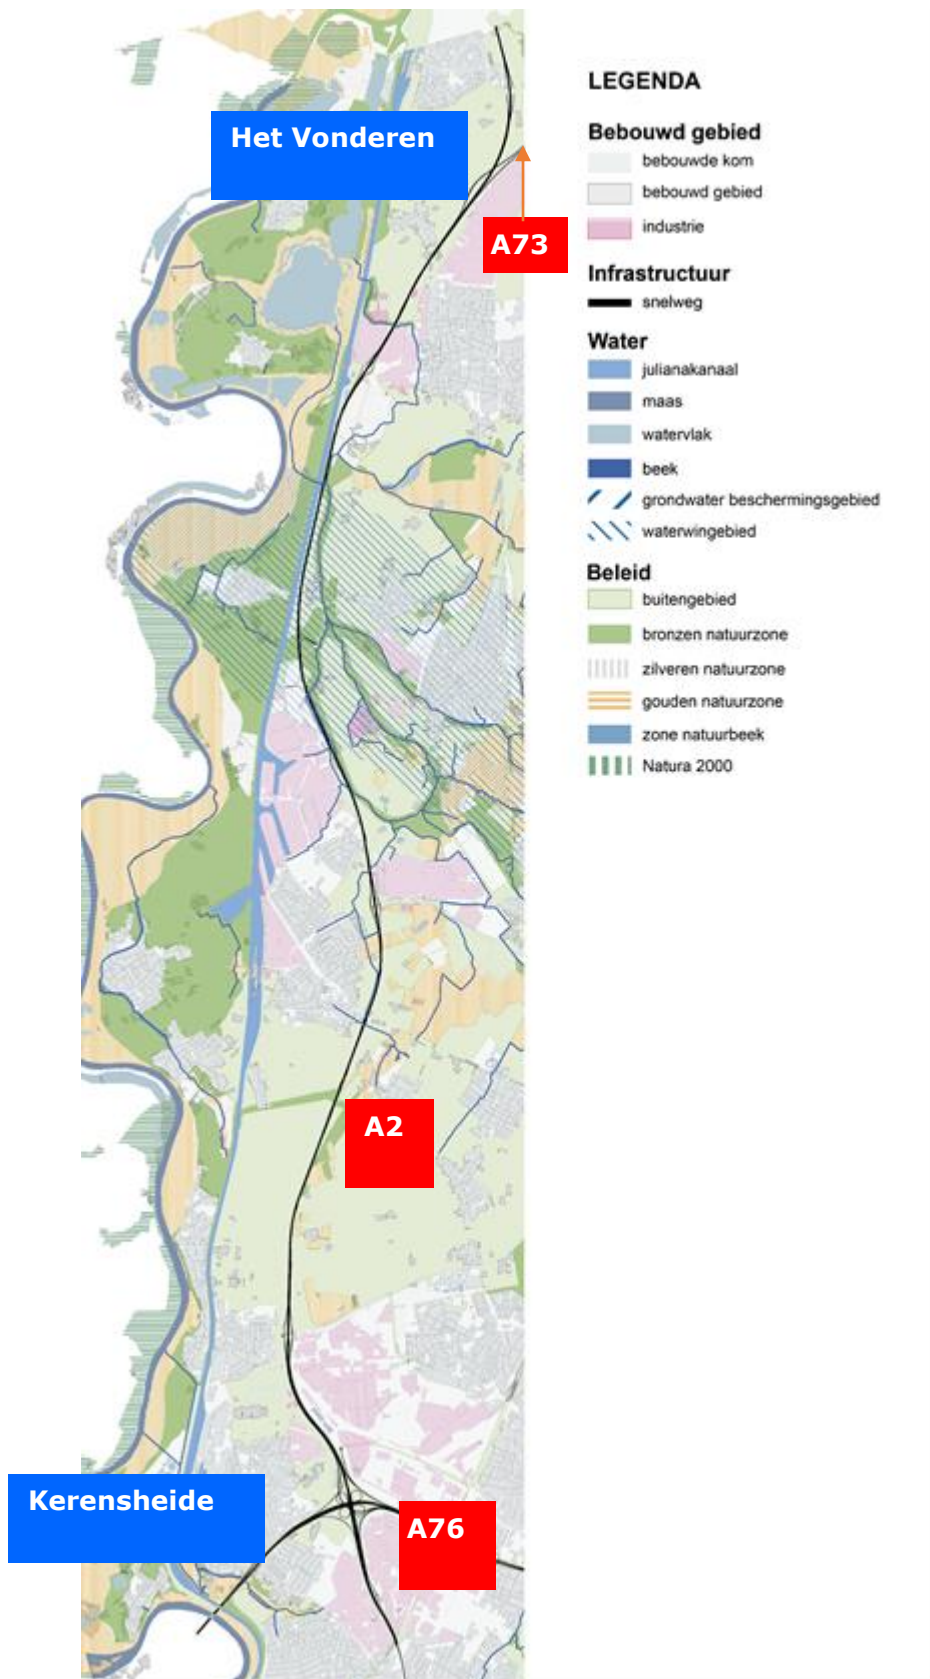 Het Vonderen
A73
A2
Kerensheide
A76
LEGENDA
Bebouwd gebied
bebouwde kom
bebouwd gebied
industrie
Infrastructuur
snelweg
Water
julianakanaal
maas
watervlak
beek
grondwater beschermingsgebied
waterwingebied
Beleid
buitengebied
bronzen natuurzone
zilveren natuurzone
gouden natuurzone
zone natuurbeek
Natura 2000